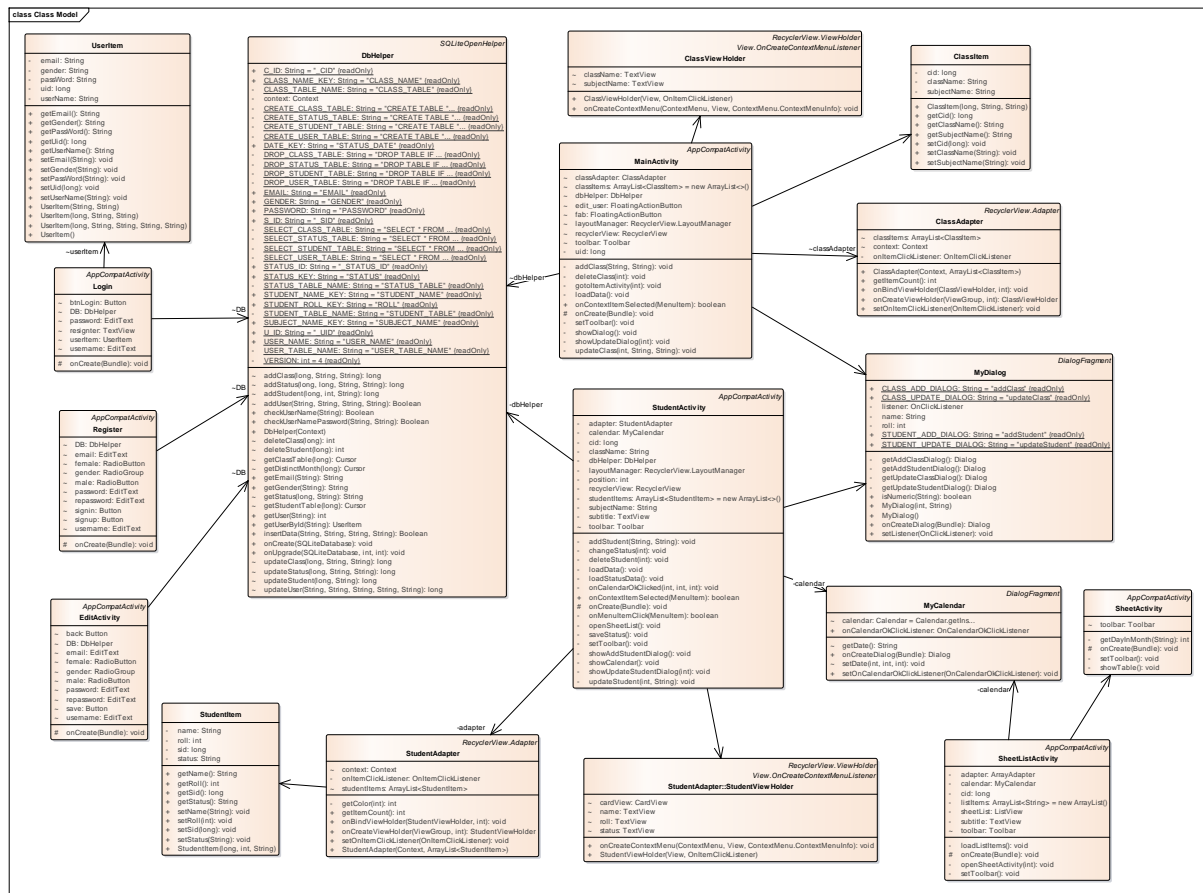 class Class Model
UserItem
- email: String
- gender: String
- passWord: String
- uid: long
- userName: String
+ getEmail(): String
+ getGender(): String
+ getPassWord(): String
+ getUid(): long
+ getUserName(): String
+ setEmail(String): void
+ setGender(String): void
+ setPassWord(String): void
+ setUid(long): void
+ setUserName(String): void
+ UserItem(String, String)
+ UserItem(long, String, String)
+ UserItem(long, String, String, String, String)
+ UserItem()
~userItem
AppCompatActivity
Login
~ btnLogin: Button
~ DB: DbHelper
~ password: EditText
~ resignter: TextView
~ userItem: UserItem
~ username: EditText
# onCreate(Bundle): void
~DB
AppCompatActivity
Register
~ DB: DbHelper
~ email: EditText
~ female: RadioButton
~ gender: RadioGroup
~ male: RadioButton
~ password: EditText
~ repassword: EditText
~ signin: Button
~ signup: Button
~ username: EditText
# onCreate(Bundle): void
~DB
AppCompatActivity
EditActivity
~ back: Button
~ DB: DbHelper
~ email: EditText
~ female: RadioButton
~ gender: RadioGroup
~ male: RadioButton
~ password: EditText
~ repassword: EditText
~ save: Button
~ username: EditText
# onCreate(Bundle): void
~DB
SQLiteOpenHelper
DbHelper
+ C_ID: String = "_CID" {readOnly}
+ CLASS_NAME_KEY: String = "CLASS_NAME" {readOnly}
- CLASS_TABLE_NAME: String = "CLASS_TABLE" {readOnly}
- context: Context
- CREATE_CLASS_TABLE: String = "CREATE TABLE "... {readOnly}
- CREATE_STATUS_TABLE: String = "CREATE TABLE "... {readOnly}
- CREATE_STUDENT_TABLE: String = "CREATE TABLE "... {readOnly}
- CREATE_USER_TABLE: String = "CREATE TABLE "... {readOnly}
+ DATE_KEY: String = "STATUS_DATE" {readOnly}
- DROP_CLASS_TABLE: String = "DROP TABLE IF ... {readOnly}
- DROP_STATUS_TABLE: String = "DROP TABLE IF ... {readOnly}
- DROP_STUDENT_TABLE: String = "DROP TABLE IF ... {readOnly}
- DROP_USER_TABLE: String = "DROP TABLE IF ... {readOnly}
+ EMAIL: String = "EMAIL" {readOnly}
+ GENDER: String = "GENDER" {readOnly}
+ PASSWORD: String = "PASSWORD" {readOnly}
+ S_ID: String = "_SID" {readOnly}
- SELECT_CLASS_TABLE: String = "SELECT * FROM ... {readOnly}
- SELECT_STATUS_TABLE: String = "SELECT * FROM ... {readOnly}
- SELECT_STUDENT_TABLE: String = "SELECT * FROM ... {readOnly}
- SELECT_USER_TABLE: String = "SELECT * FROM ... {readOnly}
+ STATUS_ID: String = "_STATUS_ID" {readOnly}
+ STATUS_KEY: String = "STATUS" {readOnly}
- STATUS_TABLE_NAME: String = "STATUS_TABLE" {readOnly}
+ STUDENT_NAME_KEY: String = "STUDENT_NAME" {readOnly}
+ STUDENT_ROLL_KEY: String = "ROLL" {readOnly}
- STUDENT_TABLE_NAME: String = "STUDENT_TABLE" {readOnly}
+ SUBJECT_NAME_KEY: String = "SUBJECT_NAME" {readOnly}
+ U_ID: String = "_UID" {readOnly}
+ USER_NAME: String = "USER_NAME" {readOnly}
- USER_TABLE_NAME: String = "USER_TABLE_NAME" {readOnly}
- VERSION: int = 4 {readOnly}
~ addClass(long, String, String): long
~ addStatus(long, long, String, String): long
~ addStudent(long, int, String): long
~ addUser(String, String, String, String): Boolean
+ checkUserName(String): Boolean
+ checkUserNamePassword(String, String): Boolean
+ DbHelper(Context)
~ deleteClass(long): int
~ deleteStudent(long): int
~ getClassTable(long): Cursor
~ getDistinctMonth(long): Cursor
+ getEmail(String): String
+ getGender(String): String
~ getStatus(long, String): String
~ getStudentTable(long): Cursor
+ getUser(String): int
+ getUserById(String): UserItem
+ insertData(String, String, String, String): Boolean
+ onCreate(SQLiteDatabase): void
+ onUpgrade(SQLiteDatabase, int, int): void
~ updateClass(long, String, String): long
~ updateStatus(long, String, String): long
~ updateStudent(long, String): long
~ updateUser(String, String, String, String, String): long
RecyclerView.ViewHolder
View.OnCreateContextMenuListener
ClassViewHolder
~ className: TextView
~ subjectName: TextView
+ ClassViewHolder(View, OnItemClickListener)
+ onCreateContextMenu(ContextMenu, View, ContextMenu.ContextMenuInfo): void
AppCompatActivity
MainActivity
~ classAdapter: ClassAdapter
~ classItems: ArrayList<ClassItem> = new ArrayList<>()
~ dbHelper: DbHelper
~ edit_user: FloatingActionButton
~ fab: FloatingActionButton
~ layoutManager: RecyclerView.LayoutManager
~ recyclerView: RecyclerView
~ toolbar: Toolbar
- uid: long
- addClass(String, String): void
- deleteClass(int): void
- gotoItemActivity(int): void
- loadData(): void
+ onContextItemSelected(MenuItem): boolean
# onCreate(Bundle): void
- setToolbar(): void
- showDialog(): void
- showUpdateDialog(int): void
- updateClass(int, String, String): void
~dbHelper
~classAdapter
ClassItem
- cid: long
- className: String
- subjectName: String
+ ClassItem(long, String, String)
+ getCid(): long
+ getClassName(): String
+ getSubjectName(): String
+ setCid(long): void
+ setClassName(String): void
+ setSubjectName(String): void
RecyclerView.Adapter
ClassAdapter
~ classItems: ArrayList<ClassItem>
~ context: Context
- onItemClickListener: OnItemClickListener
+ ClassAdapter(Context, ArrayList<ClassItem>)
+ getItemCount(): int
+ onBindViewHolder(ClassViewHolder, int): void
+ onCreateViewHolder(ViewGroup, int): ClassViewHolder
+ setOnItemClickListener(OnItemClickListener): void
DialogFragment
MyDialog
+ CLASS_ADD_DIALOG: String = "addClass" {readOnly}
+ CLASS_UPDATE_DIALOG: String = "updateClass" {readOnly}
- listener: OnClickListener
- name: String
- roll: int
+ STUDENT_ADD_DIALOG: String = "addStudent" {readOnly}
+ STUDENT_UPDATE_DIALOG: String = "updateStudent" {readOnly}
- getAddClassDialog(): Dialog
- getAddStudentDialog(): Dialog
- getUpdateClassDialog(): Dialog
- getUpdateStudentDialog(): Dialog
+ isNumeric(String): boolean
+ MyDialog(int, String)
+ MyDialog()
+ onCreateDialog(Bundle): Dialog
+ setListener(OnClickListener): void
AppCompatActivity
StudentActivity
- adapter: StudentAdapter
- calendar: MyCalendar
- cid: long
- className: String
- dbHelper: DbHelper
- layoutManager: RecyclerView.LayoutManager
- position: int
- recyclerView: RecyclerView
- studentItems: ArrayList<StudentItem> = new ArrayList<>()
- subjectName: String
- subtitle: TextView
~ toolbar: Toolbar
- addStudent(String, String): void
- changeStatus(int): void
- deleteStudent(int): void
- loadData(): void
- loadStatusData(): void
- onCalendarOkClicked(int, int, int): void
+ onContextItemSelected(MenuItem): boolean
# onCreate(Bundle): void
- onMenuItemClick(MenuItem): boolean
- openSheetList(): void
- saveStatus(): void
- setToolbar(): void
- showAddStudentDialog(): void
- showCalendar(): void
- showUpdateStudentDialog(int): void
- updateStudent(int, String): void
-dbHelper
-calendar
-adapter
DialogFragment
MyCalendar
~ calendar: Calendar = Calendar.getIns...
+ onCalendarOkClickListener: OnCalendarOkClickListener
~ getDate(): String
+ onCreateDialog(Bundle): Dialog
~ setDate(int, int, int): void
+ setOnCalendarOkClickListener(OnCalendarOkClickListener): void
-calendar
AppCompatActivity
SheetActivity
~ toolbar: Toolbar
- getDayInMonth(String): int
# onCreate(Bundle): void
- setToolbar(): void
- showTable(): void
AppCompatActivity
SheetListActivity
- adapter: ArrayAdapter
- calendar: MyCalendar
- cid: long
- listItems: ArrayList<String> = new ArrayList()
- sheetList: ListView
- subtitle: TextView
~ toolbar: Toolbar
- loadListItems(): void
# onCreate(Bundle): void
- openSheetActivity(int): void
- setToolbar(): void
StudentItem
- name: String
- roll: int
- sid: long
- status: String
+ getName(): String
+ getRoll(): int
+ getSid(): long
+ getStatus(): String
+ setName(String): void
+ setRoll(int): void
+ setSid(long): void
+ setStatus(String): void
+ StudentItem(long, int, String)
RecyclerView.Adapter
StudentAdapter
~ context: Context
- onItemClickListener: OnItemClickListener
~ studentItems: ArrayList<StudentItem>
- getColor(int): int
+ getItemCount(): int
+ onBindViewHolder(StudentViewHolder, int): void
+ onCreateViewHolder(ViewGroup, int): StudentViewHolder
+ setOnItemClickListener(OnItemClickListener): void
+ StudentAdapter(Context, ArrayList<StudentItem>)
RecyclerView.ViewHolder
View.OnCreateContextMenuListener
StudentAdapter::StudentViewHolder
~ cardView: CardView
~ name: TextView
~ roll: TextView
~ status: TextView
+ onCreateContextMenu(ContextMenu, View, ContextMenu.ContextMenuInfo): void
+ StudentViewHolder(View, OnItemClickListener)